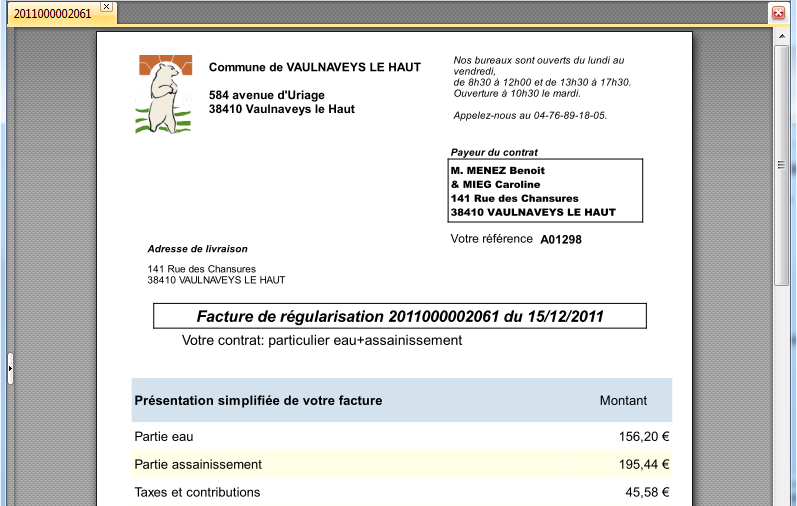 2011000002061
Commune de VAULNAVEYS LE HAUT
584 avenue d'Uriage
38410 Vaulnaveys le Haut
Nos bureaux sont ouverts du lundi au
vendredi,
de 8h30 à 12h00 et de 13h30 à 17h30.
Ouverture à 10h30 le mardi.
Appelez-nous au 04-76-89-18-05.
Payeur du contrat
M. MENEZ Benoit
& MIEG Caroline
141 Rue des Chansures
38410 VAULNAVEYS LE HAUT
Votre référence A01298
Adresse de livraison
141 Rue des Chansures
38410 VAULNAVEYS LE HAUT
Facture de régularisation 2011000002061 du 15/12/2011
Votre contrat: particulier eau+assainissement
Présentation simplifiée de votre facture Montant
Partie eau 156,20 €
Partie assainissement 195,44 €
Taxes et contributions 45,58 €